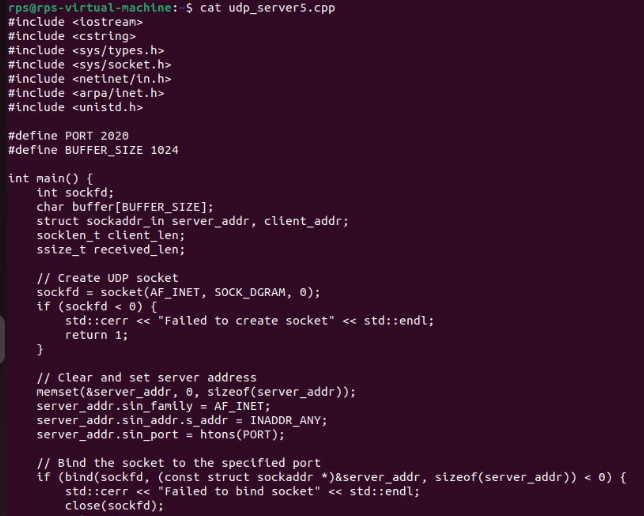 rps@rps-virtual-machine:~$ cat udp_server5.cpp
#include <iostream>
#include <cstring>
#include <sys/types.h>
#include <sys/socket.h>
#include <netinet/in.h>
#include <arpa/inet.h>
#include <unistd.h>

#define PORT 2020
#define BUFFER_SIZE 1024

int main() {
    int sockfd;
    char buffer[BUFFER_SIZE];
    struct sockaddr_in server_addr, client_addr;
    socklen_t client_len;
    ssize_t received_len;

    // Create UDP socket
    sockfd = socket(AF_INET, SOCK_DGRAM, 0);
    if (sockfd < 0) {
        std::cerr << "Failed to create socket" << std::endl;
        return 1;
    }

    // Clear and set server address
    memset(&server_addr, 0, sizeof(server_addr));
    server_addr.sin_family = AF_INET;
    server_addr.sin_addr.s_addr = INADDR_ANY;
    server_addr.sin_port = htons(PORT);

    // Bind the socket to the specified port
    if (bind(sockfd, (const struct sockaddr *)&server_addr, sizeof(server_addr)) < 0) {
        std::cerr << "Failed to bind socket" << std::endl;
        close(sockfd);